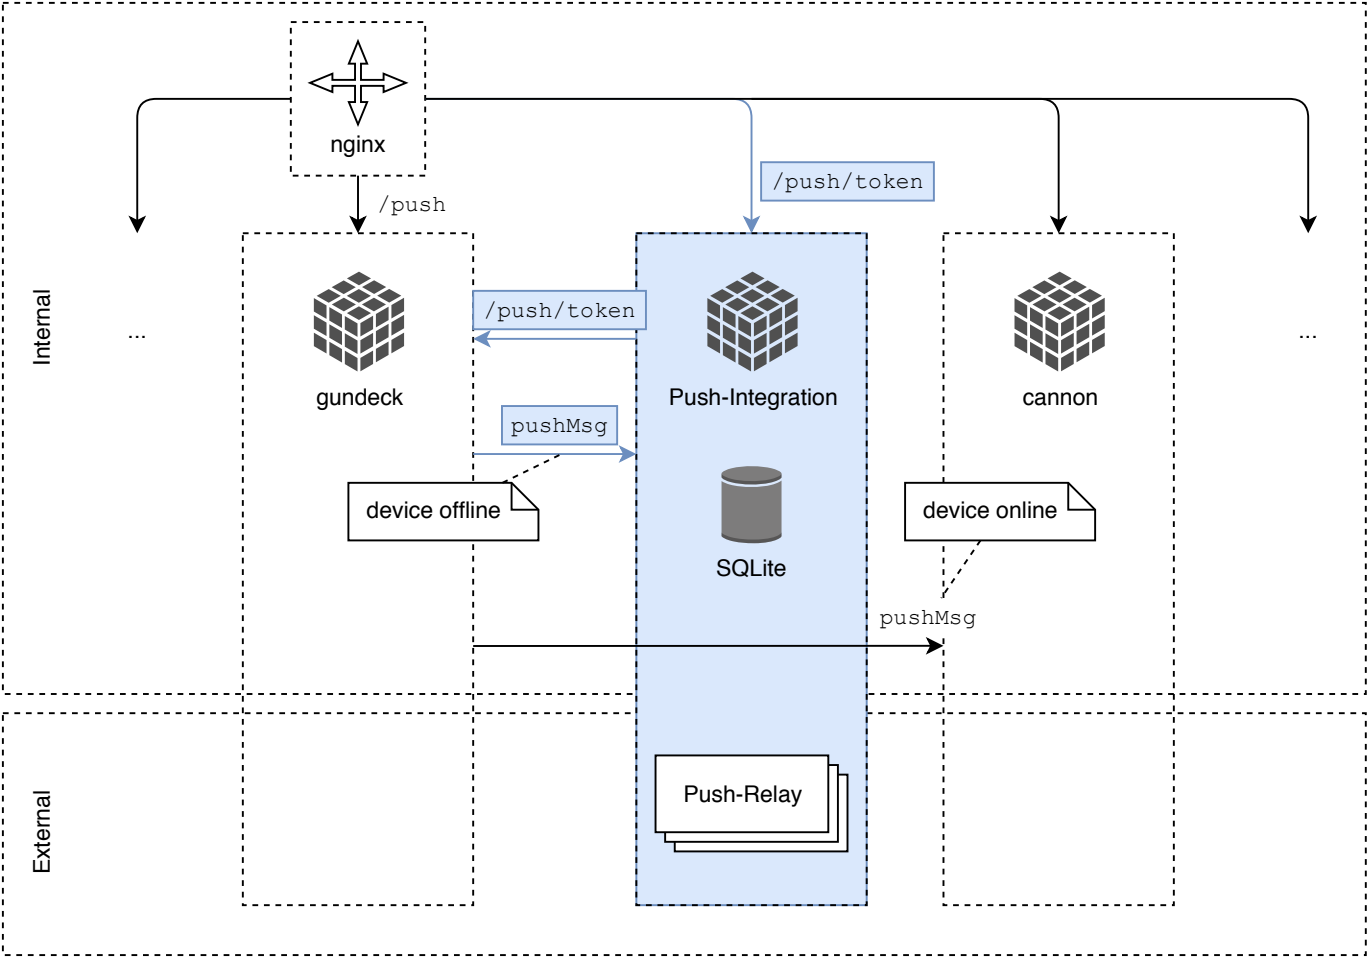 nginx
/push/token
/push
Internal
/push/token
...
...
gundeck
Push-Integration
cannon
pushMsg
device offline
device online
SQLite
pushMsg
External
Push-Relay